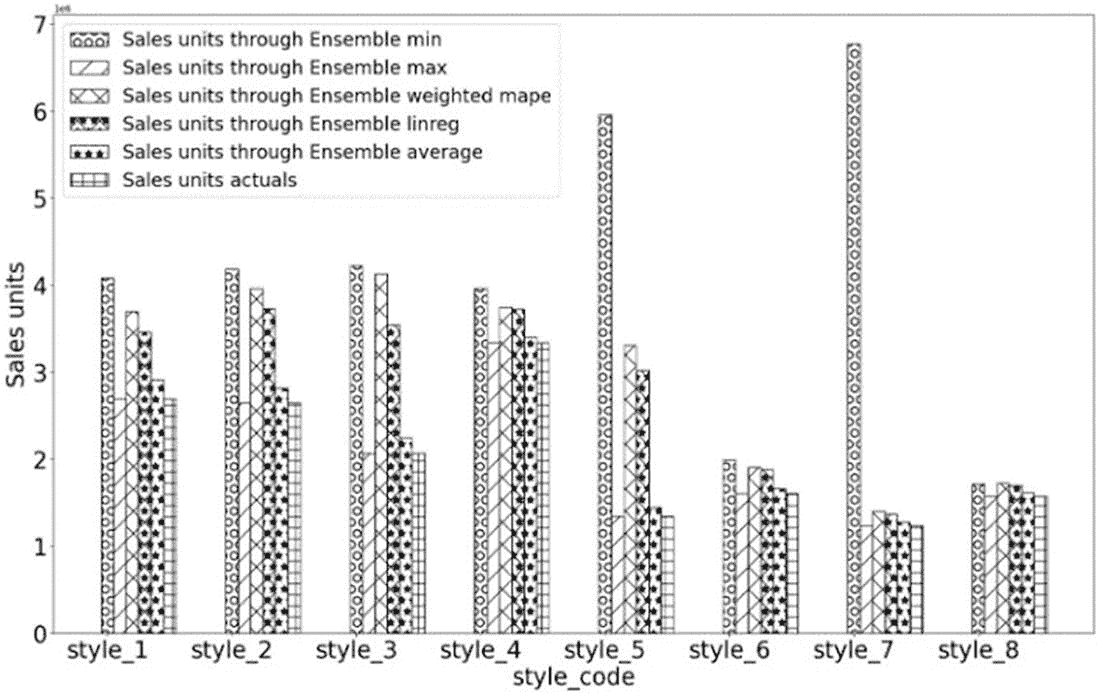 1e6
7
6
5
4
3
2
1
0
Sales units
Sales units through Ensemble min
Sales units through Ensemble max
Sales units through Ensemble weighted mape
Sales units through Ensemble linreg
Sales units through Ensemble average
Sales units actuals
style_1 style_2 style_3 style_4 style_5 style_6 style_7 style_8
style_code